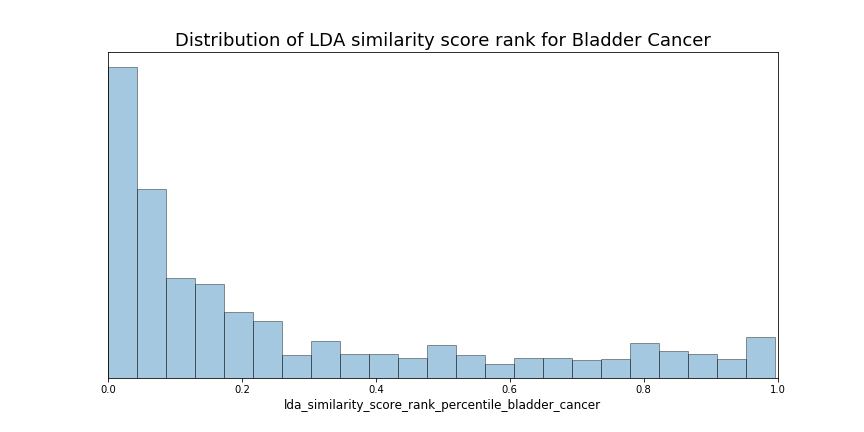 Distribution of LDA similarity score rank for Bladder Cancer
0.0 0.2 0.4 0.6 0.8 1.0
lda_similarity_score_rank_percentile_bladder_cancer